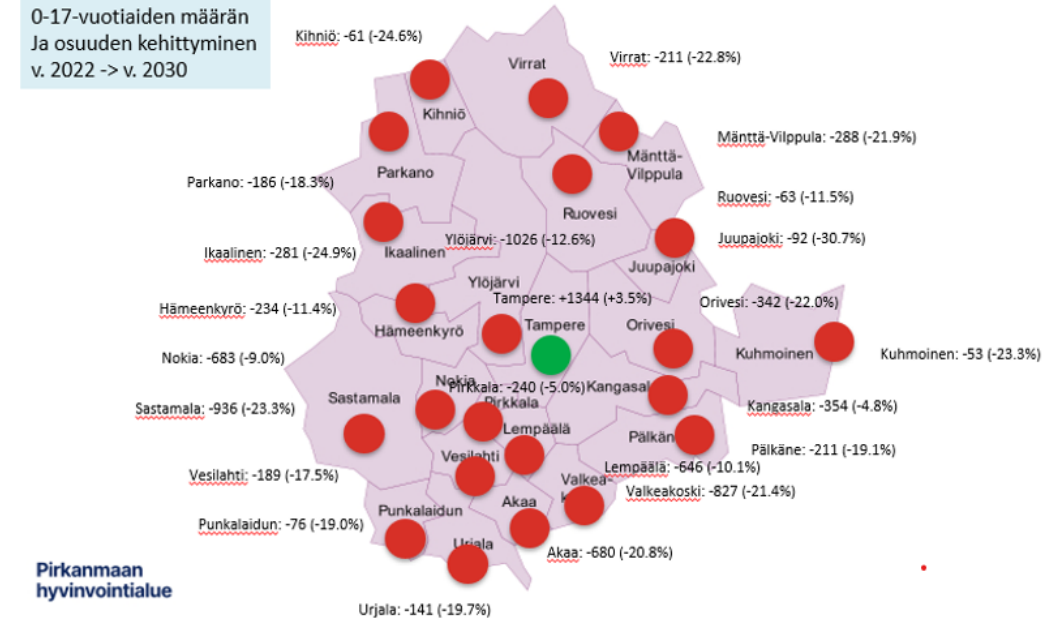 0-17-vuotiaiden määrän
Ja osuuden kehittyminen
v. 2022 -> v. 2030
Kihniö: -61 (-24.6%)
Virrat
Virrat: -211 (-22.8%)
Kihniö
Mänttä-Vilppula: -288 (-21.9%)
Mänttä-
Vilppula
Parkano
Parkano: -186 (-18.3%)
Ruovesi: -63 (-11.5%)
Ruovesi
Ylöjärvi: -1026 (-12.6%)
Juupajoki: -92 (-30.7%)
Ikaalinen: -281 (-24.9%)
Ikaalinen
Juupajoki
Ylöjärvi
Tampere: +1344 (+3.5%)
Orivesi: -342 (-22.0%)
Hämeenkyrö: -234 (-11.4%)
Hämeenkyrö
Tampere
Orivesi
Kuhmoinen
Kuhmoinen: -53 (-23.3%)
Nokia: -683 (-9.0%)
Nokia
Pirkkala: -240 (-5.0%)
Kangasal
Sastamala
Pirkkala
Kangasala: -354 (-4.8%)
Sastamala: -936 (-23.3%)
Lempäälä
Pälkän
Pälkäne: -211 (-19.1%)
Vesilahti
Lempäälä: -646 (-10.1%)
Vesilahti: -189 (-17.5%)
Valkea-
k
Valkeakoski: -827 (-21.4%)
Akaa
Punkalaidun
Punkalaidun: -76 (-19.0%)
Urjala
Akaa: -680 (-20.8%)
Pirkanmaan
hyvinvointialue
Urjala: -141 (-19.7%)